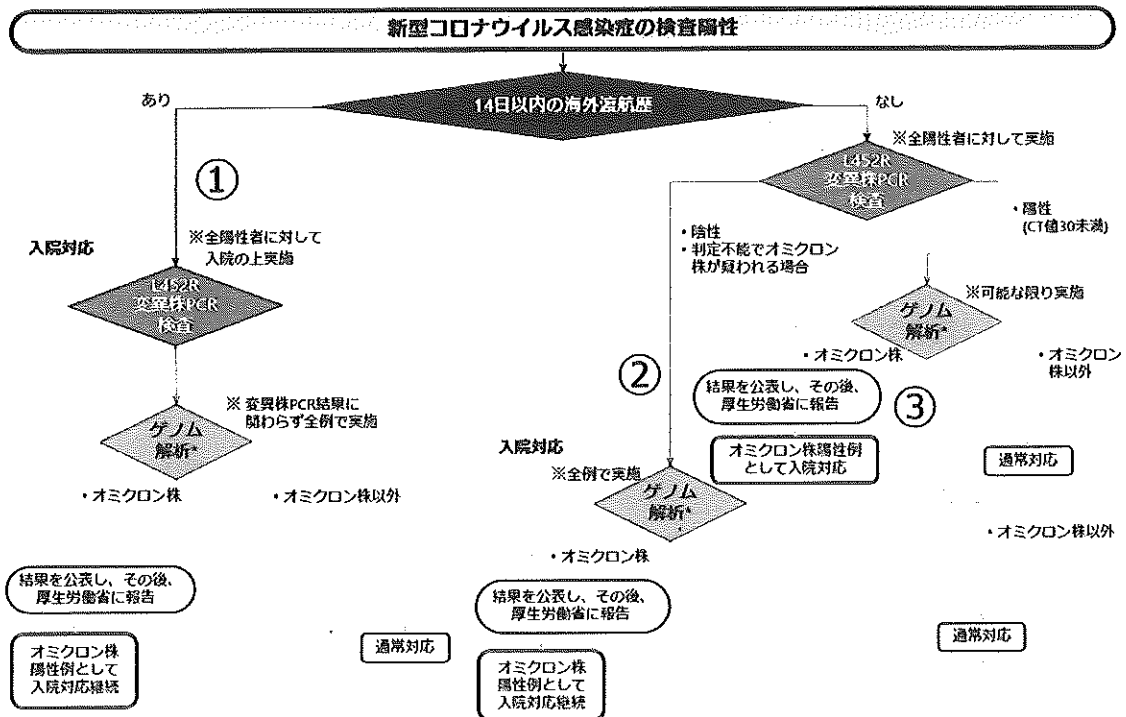 新型コロナウイルス感染症の検査陽性
14日以内の海外渡航歴
あり
なし
※全陽性者に対して実施
L452R
変異株PCR
検査
・陽性
(CT値30未満)
・陰性
・判定不能でオミクロン
株が疑われる場合
①
入院対応
※全陽性者に対して
入院の上実施
L452R
変異株PCR
検査
※可能な限り実施
ゲノム
解析*
・オミクロン株
・オミクロン
株以外
②
結果を公表し、その後、
厚生労働省に報告
③
オミクロン株陽性例
として入院対応
通常対応
※ 変異株PCR結果に
関わらず全例で実施
ゲノム
解析*
・オミクロン株
・オミクロン株以外
入院対応
※全例で実施
ゲノム
解析*
・オミクロン株
・オミクロン株以外
結果を公表し、その後、
厚生労働省に報告
オミクロン株
陽性例として
入院対応継続
通常対応
結果を公表し、その後、
厚生労働省に報告
オミクロン株
陽性例として
入院対応継続
通常対応